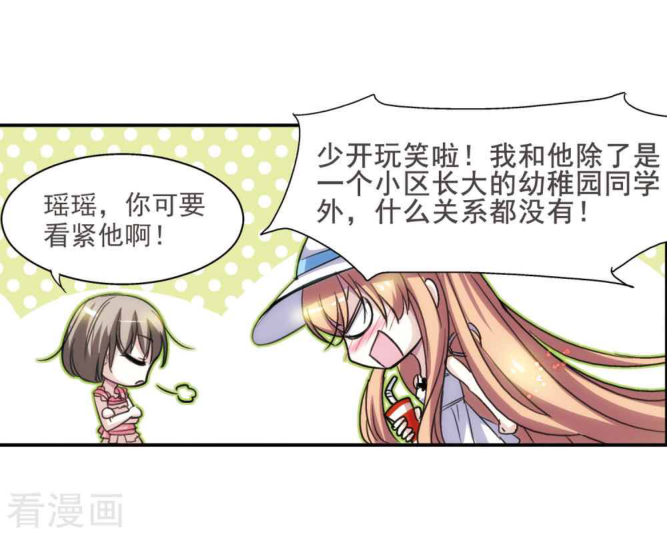 瑶瑶，你可要
看紧他啊！
少开玩笑啦！我和他除了是
一个小区长大的幼稚园同学
外，什么关系都没有！
看漫画